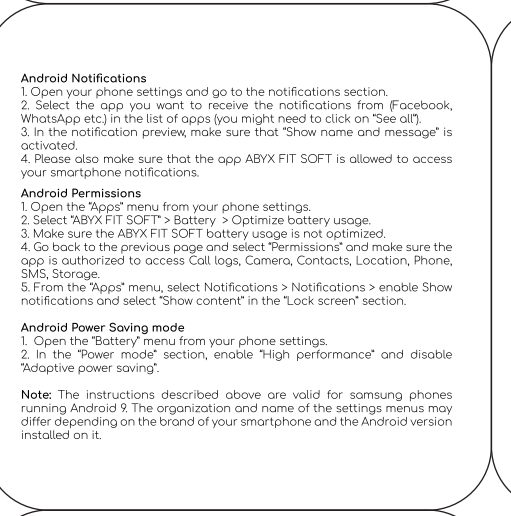 Android Notifications
1. Open your phone settings and go to the notifications section.
2. Select the app you want to receive the notifications from (Facebook,
WhatsApp etc.) in the list of apps (you might need to click on “See all”).
3. In the notification preview, make sure that “Show name and message” is
activated.
4. Please also make sure that the app ABYX FIT SOFT is allowed to access
your smartphone notifications.
Android Permissions
1. Open the “Apps” menu from your phone settings.
2. Select “ABYX FIT SOFT” > Battery > Optimize battery usage.
3. Make sure the ABYX FIT SOFT battery usage is not optimized.
4. Go back to the previous page and select “Permissions” and make sure the
app is authorized to access Call logs, Camera, Contacts, Location, Phone,
SMS, Storage.
5. From the “Apps” menu, select Notifications > Notifications > enable Show
notifications and select “Show content” in the “Lock screen” section.
Android Power Saving mode
1. Open the “Battery” menu from your phone settings.
2. In the “Power mode” section, enable “High performance” and disable
“Adaptive power saving”.
Note: The instructions described above are valid for samsung phones
running Android 9. The organization and name of the settings menus may
differ depending on the brand of your smartphone and the Android version
installed on it.